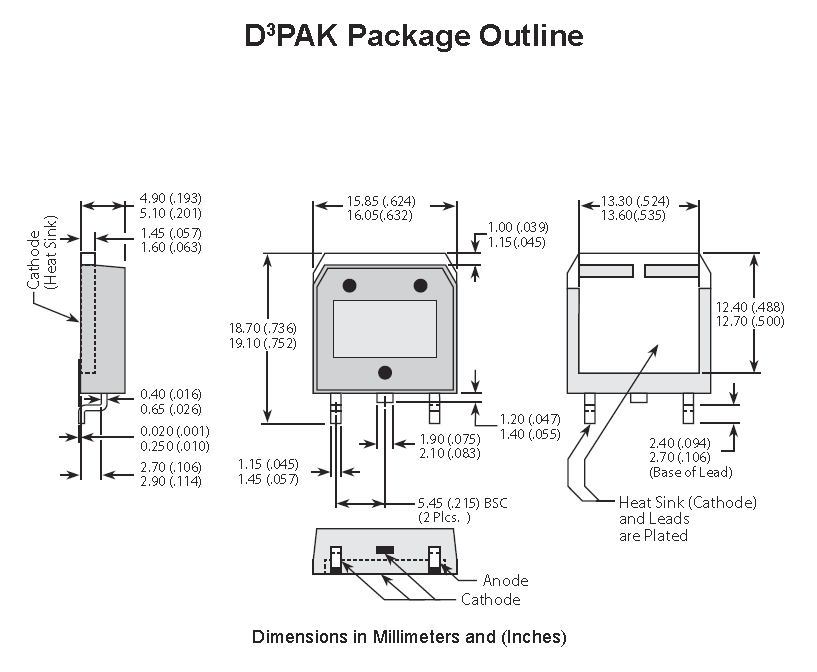 D³PAK Package Outline
4.90 (.193)
5.10 (.201)
1.45 (.057)
1.60 (.063)
Cathode
(Heat Sink)
0.40 (.016)
0.65 (.026)
0.020 (.001)
0.250 (.010)
2.70 (.106)
2.90 (.114)
15.85 (.624)
16.05(.632)
1.00 (.039)
1.15(.045)
18.70 (.736)
19.10 (.752)
1.20 (.047)
1.40 (.055)
1.90 (.075)
2.10 (.083)
1.15 (.045)
1.45 (.057)
5.45 (.215) BSC
(2 Plcs. )
13.30 (.524)
13.60(.535)
12.40 (.488)
12.70 (.500)
2.40 (.094)
2.70 (.106)
(Base of Lead)
Heat Sink (Cathode)
and Leads
are Plated
Anode
Cathode
Dimensions in Millimeters and (Inches)